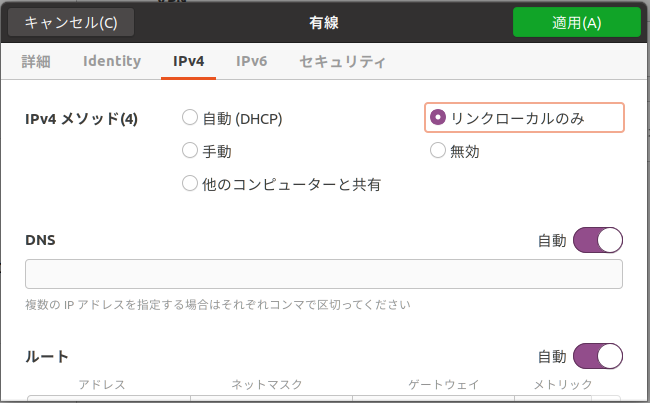 キャンセル(C) 有線 適用(A)
詳細 Identity IPv4 IPv6 セキュリティ
IPv4 メソッド(4) 自動 (DHCP) リンクローカルのみ
手動 無効
他のコンピューターと共有
DNS 自動
複数の IP アドレスを指定する場合はそれぞれコンマで区切ってください
ルート 自動
アドレス ネットマスク ゲートウェイ メトリック